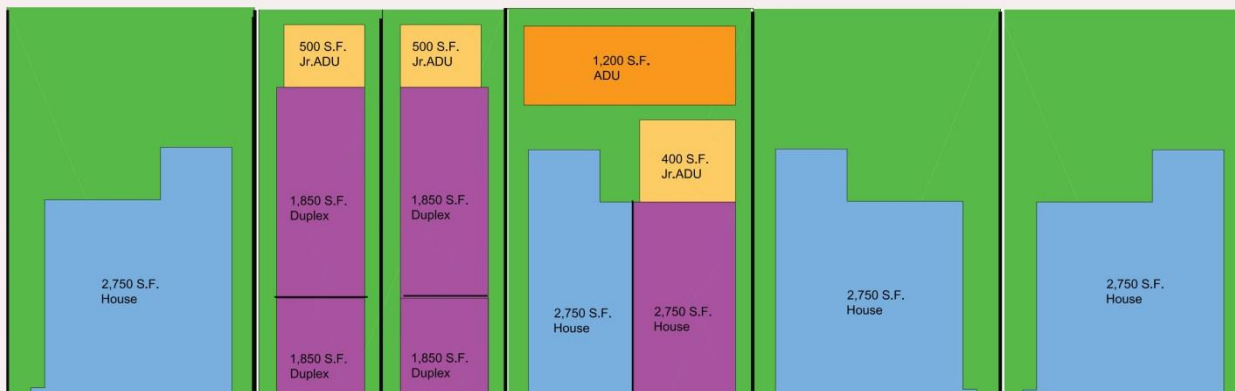 500 S.F.
Jr.ADU
500 S.F.
Jr.ADU
1,200 S.F.
ADU
400 S.F.
Jr.ADU
1,850 S.F.
Duplex
1,850 S.F.
Duplex
2,750 S.F.
House
2,750 S.F.
House
2,750 S.F.
House
2,750 S.F.
House
2,750 S.F.
House
1,850 S.F.
Duplex
1,850 S.F.
Duplex